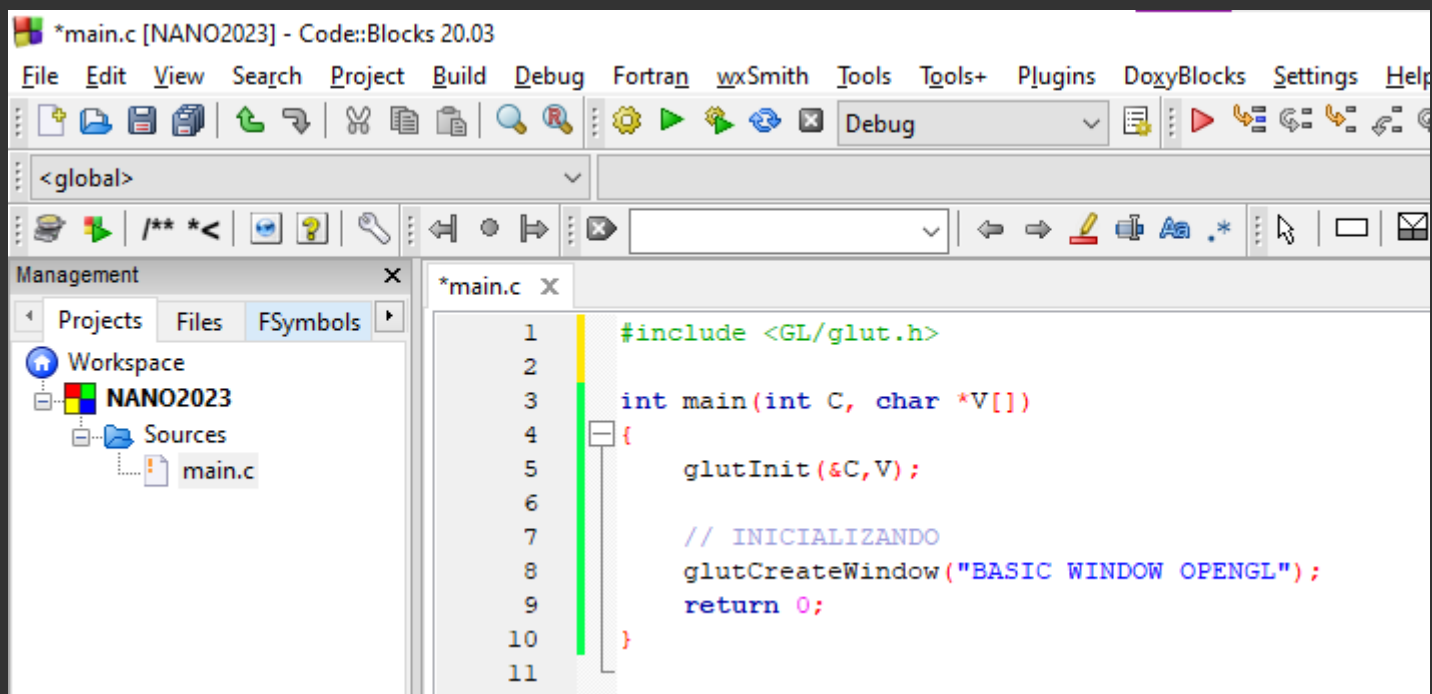 *main.c [NANO2023] - Code::Blocks 20.03
File Edit View Search Project Build Debug Fortran wxSmith Tools Tools+ Plugins DoxyBlocks Settings Help
Debug
<global>
/** *<
Management
*main.c
Projects Files FSymbols
Workspace
NANO2023
Sources
main.c
1 #include <GL/glut.h>
2
3 int main(int C, char *V[])
4 {
5 glutInit(&C,V);
6
7 // INICIALIZANDO
8 glutCreateWindow("BASIC WINDOW OPENGL");
9 return 0;
10 }
11